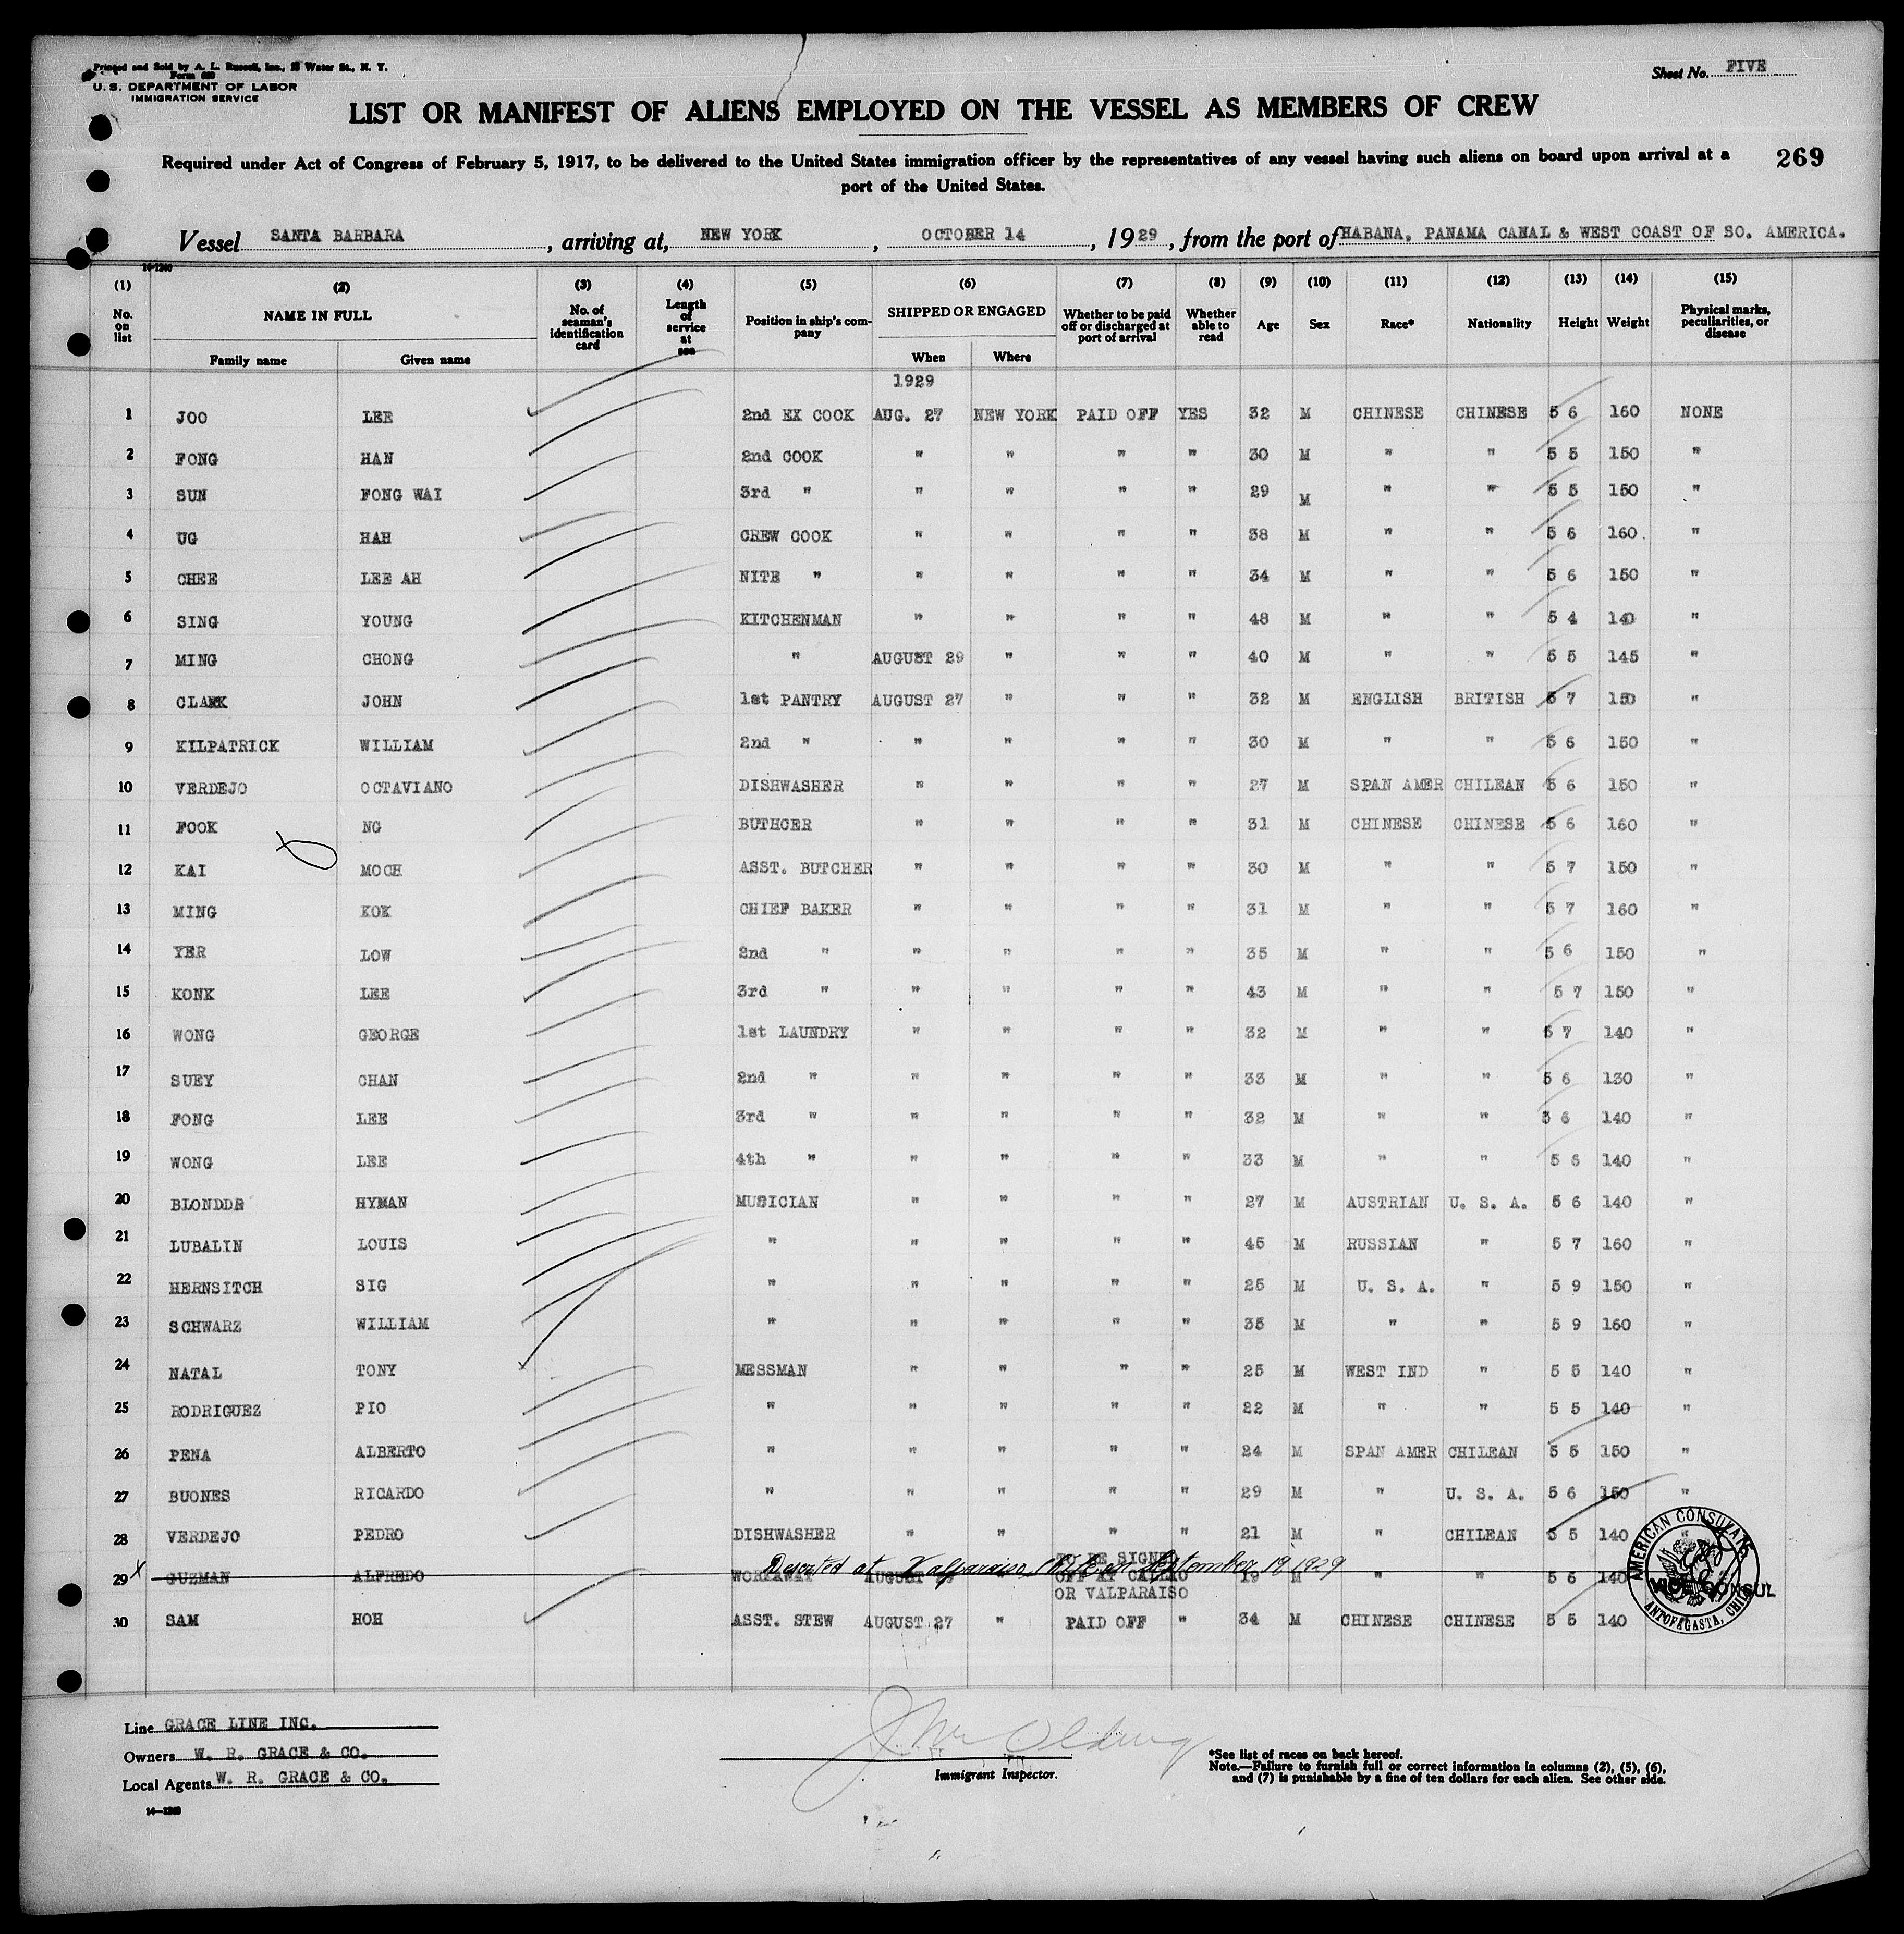 Printed and Sold by A. L. Russell, Inc., Water St., N. Y.
Form
U. S. DEPARTMENT OF LABOR
IMMIGRATION SERVICE
Sheet No. FIVE
LIST OR MANIFEST OF ALIENS EMPLOYED ON THE VESSEL AS MEMBERS OF CREW
Required under Act of Congress of February 5, 1917, to be delivered to the United States immigration officer by the representatives of any vessel having such aliens on board upon arrival at a
port of the United States.
269
Vessel SANTA BARBARA, arriving at, NEW YORK, OCTOBER 14, 1929, from the port of HABANA, PANAMA CANAL & WEST COAST OF SO. AMERICA.
14-1240
(1) (2) (3) (4) (5) (6) (7) (8) (9) (10) (11) (12) (13) (14) (15)
No. on list NAME IN FULL No. of seaman's identification card Length of service at sea Position in ship's company SHIPPED OR ENGAGED Whether to be paid off or discharged at port of arrival Whether able to read Age Sex Race* Nationality Height Weight Physical marks, peculiarities, or disease
Family name Given name When Where
1929
1 JOO LEE 2nd EX COOK AUG. 27 NEW YORK PAID OFF YES 32 M CHINESE CHINESE 5 6 160 NONE
2 FONG HAN 2nd COOK " " " " 30 M " " 5 5 150 "
3 SUN FONG WAI 3rd " " " " " 29 M " " 5 5 150 "
4 UG HAH CREW COOK " " " " 38 M " " 5 6 160 "
5 CHEE LEE AH NITE " " " " " 34 M " " 5 6 150 "
6 SING YOUNG KITCHENMAN " " " " 48 M " " 5 4 140 "
7 MING CHONG " AUGUST 29 " " " 40 M " " 5 5 145 "
8 CLARK JOHN 1st PANTRY AUGUST 27 " " " 32 M ENGLISH BRITISH 5 7 150 "
9 KILPATRICK WILLIAM 2nd " " " " " 30 M " " 5 6 150 "
10 VERDEJO OCTAVIANO DISHWASHER " " " " 27 M SPAN AMER CHILEAN 5 6 150 "
11 FOOK NG BUTHCER " " " " 31 M CHINESE CHINESE 5 6 160 "
12 KAI MOCH ASST. BUTCHER " " " " 30 M " " 5 7 150 "
13 MING KOK CHIEF BAKER " " " " 31 M " " 5 7 160 "
14 YER LOW 2nd " " " " " 35 M " " 5 6 150 "
15 KONK LEE 3rd " " " " " 43 M " " 5 7 150 "
16 WONG GEORGE 1st LAUNDRY " " " " 32 M " " 5 7 140 "
17 SUEY CHAN 2nd " " " " " 33 M " " 5 6 130 "
18 FONG LEE 3rd " " " " " 32 M " " 5 6 140 "
19 WONG LEE 4th " " " " " 33 M " " 5 6 140 "
20 BLONDDR HYMAN MUSICIAN " " " " 27 M AUSTRIAN U. S. A. 5 6 140 "
21 LUBALIN LOUIS " " " " " 45 M RUSSIAN " 5 7 160 "
22 HERNSITCH SIG " " " " " 25 M U. S. A. " 5 9 150 "
23 SCHWARZ WILLIAM " " " " " 35 M " " 5 9 160 "
24 NATAL TONY MESSMAN " " " " 25 M WEST IND " 5 5 140 "
25 RODRIGUEZ PIO " " " " " 22 M " " 5 5 140 "
26 PENA ALBERTO " " " " " 24 M SPAN AMER CHILEAN 5 5 150 "
27 BUONES RICARDO " " " " " 29 M " U. S. A. 5 6 150 "
28 VERDEJO PEDRO DISHWASHER " " " " 21 M " CHILEAN 5 5 140 "
Deserted at Valparaiso, Chile on September 19, 1929
TO BE SIGNED
29 X GUZMAN ALFREDO WORKAWAY AUGUST " OFF AT CALLAO 19 M " " 5 6 140
OR VALPARAISO
30 SAM HOH ASST. STEW AUGUST 27 " PAID OFF " 34 M CHINESE CHINESE 5 5 140
AMERICAN CONSULATE
VICE CONSUL
ANTOFAGASTA, CHILE
Line GRACE LINE INC.
Owners W. R. GRACE & CO.
Local Agents W. R. GRACE & CO.
14—1240
Immigrant Inspector.
*See list of races on back hereof.
Note.—Failure to furnish full or correct information in columns (2), (5), (6),
and (7) is punishable by a fine of ten dollars for each alien. See other side.